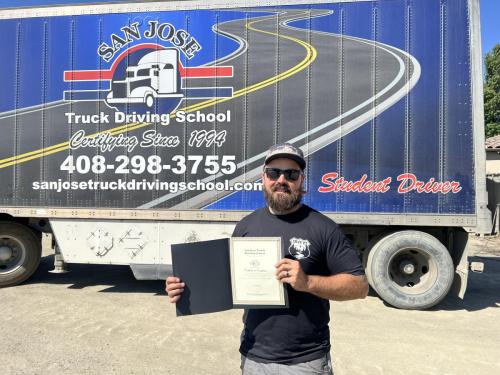 SAN JOSE
Truck Driving School
Certifying Since 1994
408-298-3755
sanjosetruckdrivingschool.com
Student Driver